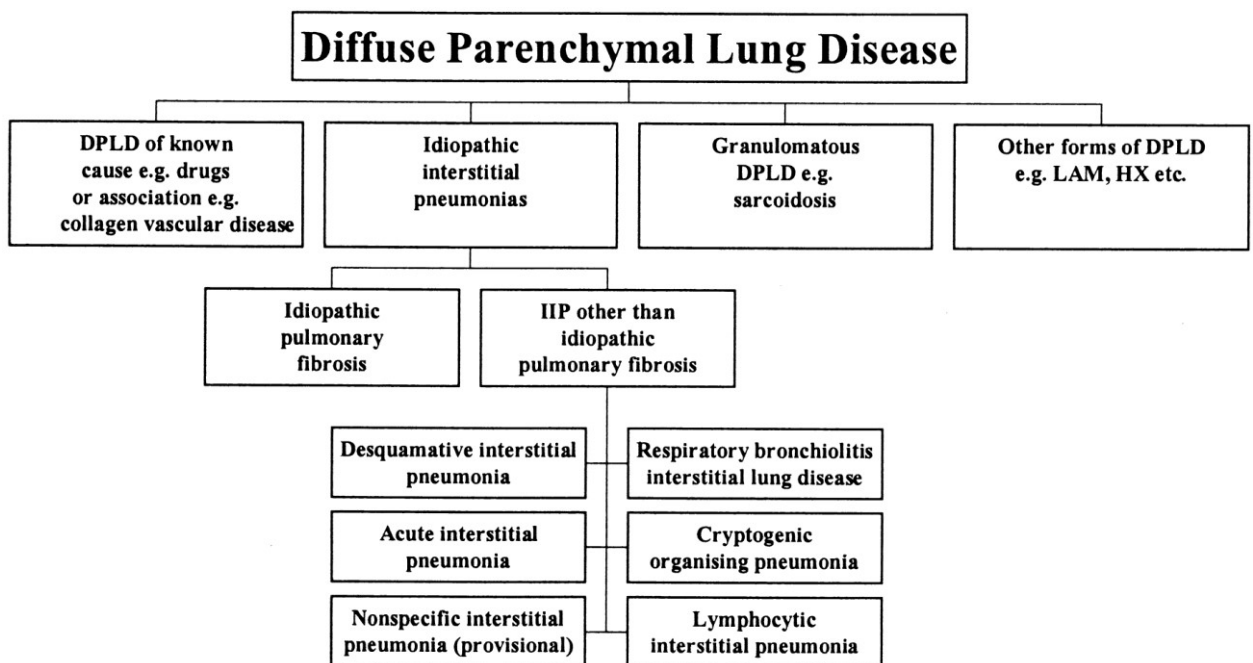 Diffuse Parenchymal Lung Disease
DPLD of known
cause e.g. drugs
or association e.g.
collagen vascular disease
Idiopathic
interstitial
pneumonias
Granulomatous
DPLD e.g.
sarcoidosis
Other forms of DPLD
e.g. LAM, HX etc.
Idiopathic
pulmonary
fibrosis
IIP other than
idiopathic
pulmonary fibrosis
Desquamative interstitial
pneumonia
Respiratory bronchiolitis
interstitial lung disease
Acute interstitial
pneumonia
Cryptogenic
organising pneumonia
Nonspecific interstitial
pneumonia (provisional)
Lymphocytic
interstitial pneumonia